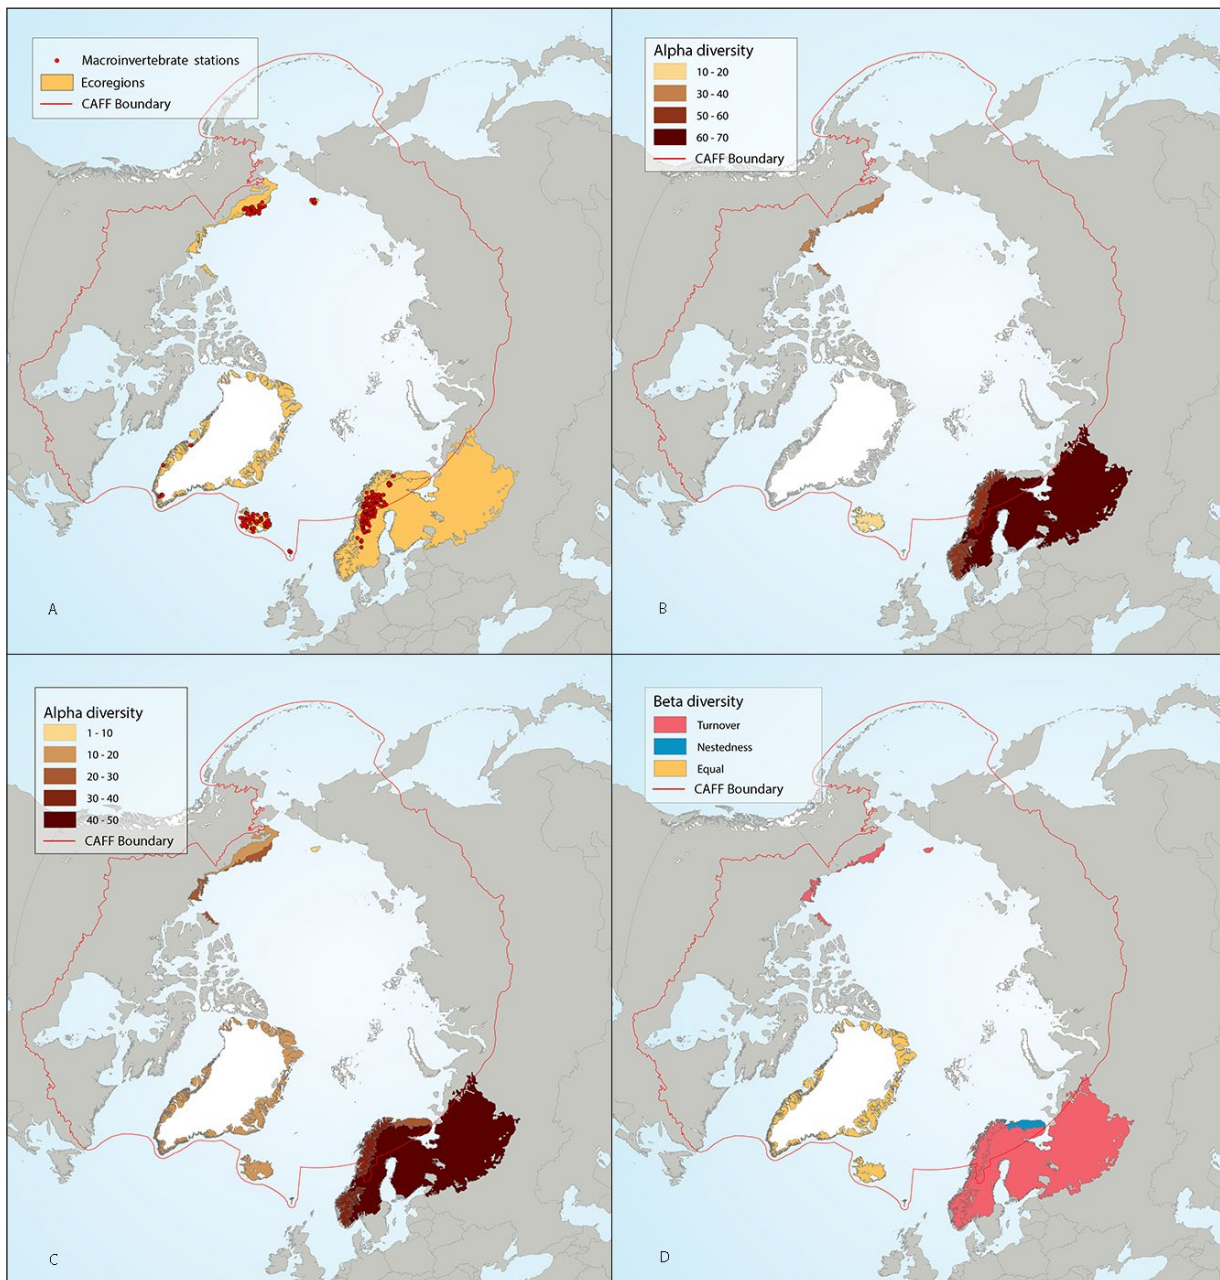 Macroinvertebrate stations
Ecoregions
CAFF Boundary
A
Alpha diversity
10 - 20
30 - 40
50 - 60
60 - 70
CAFF Boundary
B
Alpha diversity
1 - 10
10 - 20
20 - 30
30 - 40
40 - 50
CAFF Boundary
C
Beta diversity
Turnover
Nestedness
Equal
CAFF Boundary
D